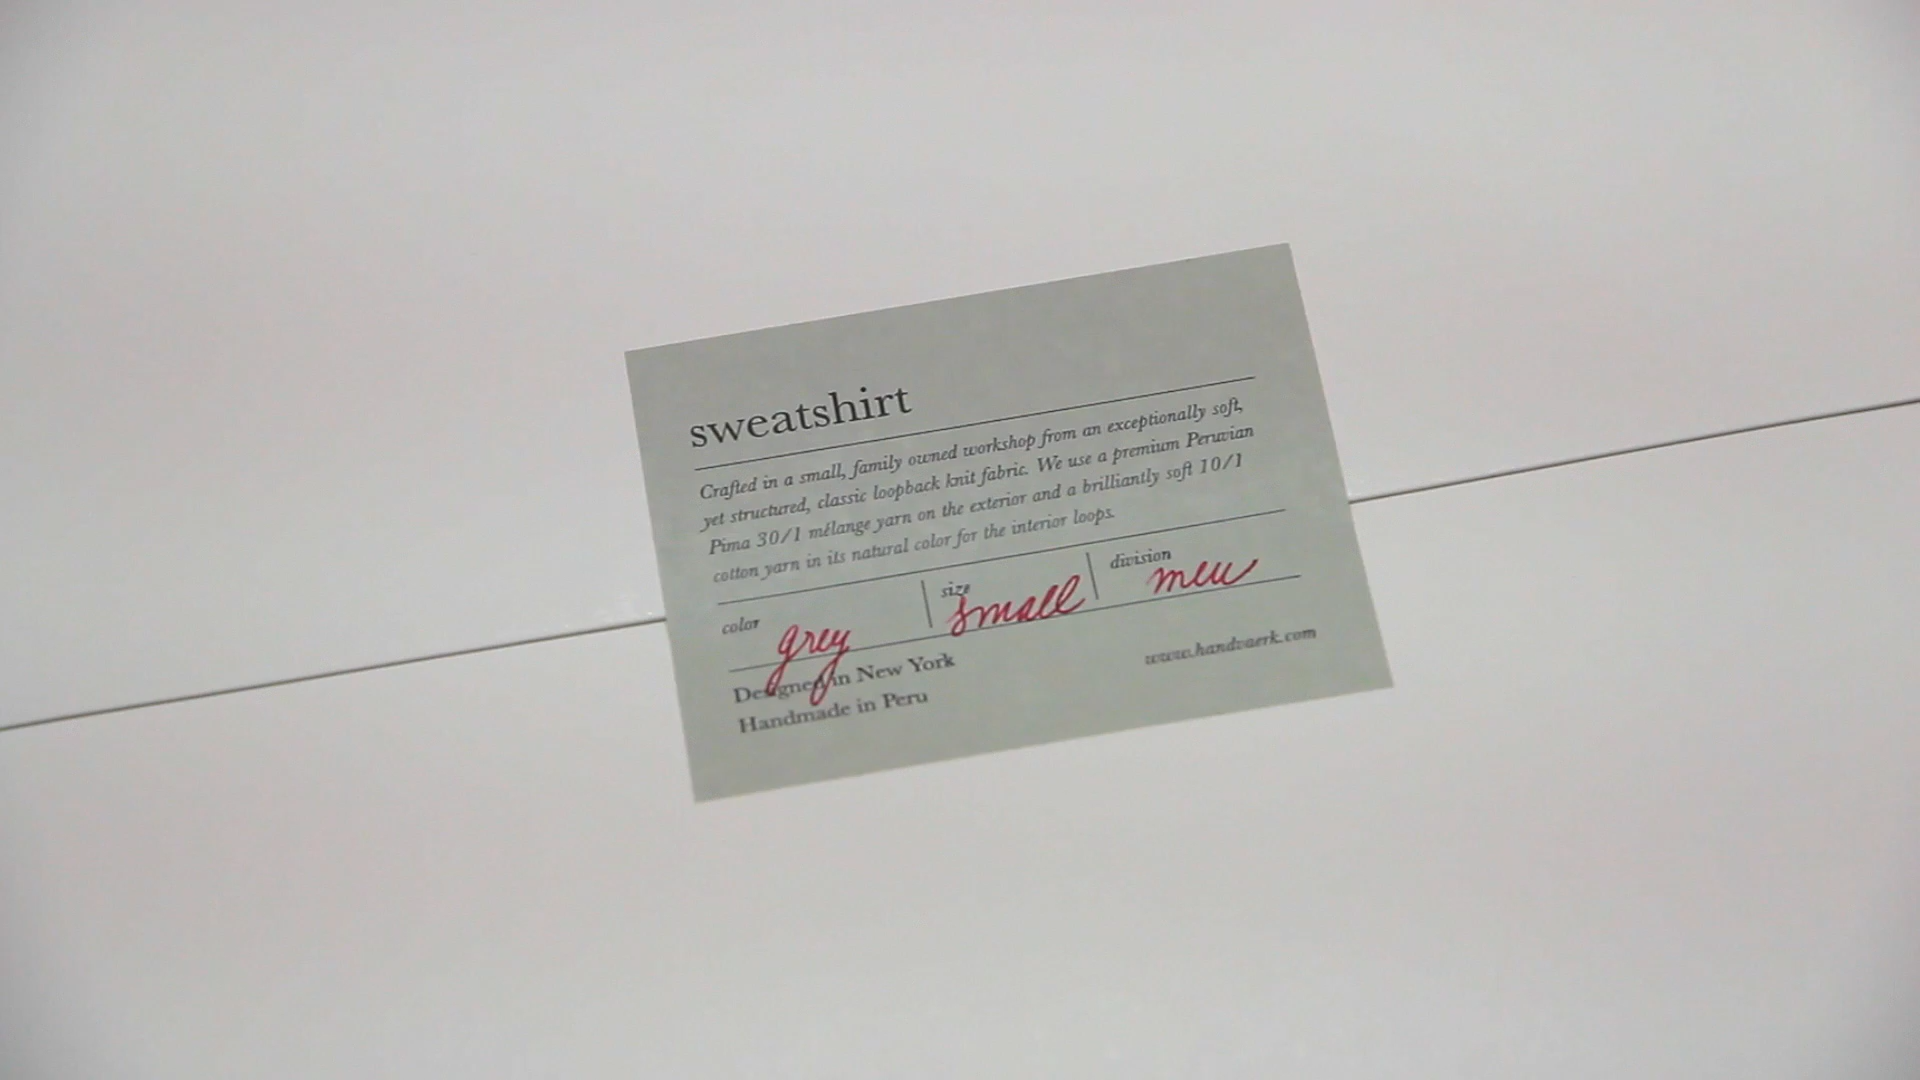 sweatshirt
Crafted in a small, family owned workshop from an exceptionally soft,
yet structured, classic loopback knit fabric. We use a premium Peruvian
Pima 30/1 mélange yarn on the exterior and a brilliantly soft 10/1
cotton yarn in its natural color for the interior loops.
color grey size small division men
Designed in New York
Handmade in Peru
www.handvaerk.com